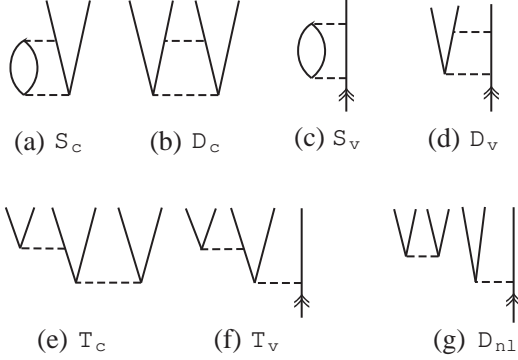 (a) S_c (b) D_c (c) S_v (d) D_v
(e) T_c (f) T_v (g) D_nl